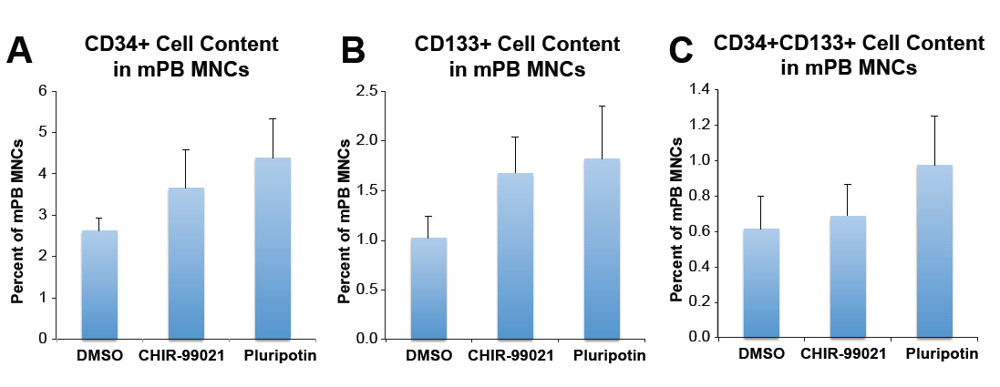 A
CD34+ Cell Content
in mPB MNCs
Percent of mPB MNCs
6
5
4
3
2
1
0
DMSO
CHIR-99021
Pluripotin
B
CD133+ Cell Content
in mPB MNCs
Percent of mPB MNCs
2.5
2.0
1.5
1.0
0.5
0.0
DMSO
CHIR-99021
Pluripotin
C
CD34+CD133+ Cell Content
in mPB MNCs
Percent of mPB MNCs
1.4
1.2
1.0
0.8
0.6
0.4
0.2
0.0
DMSO
CHIR-99021
Pluripotin